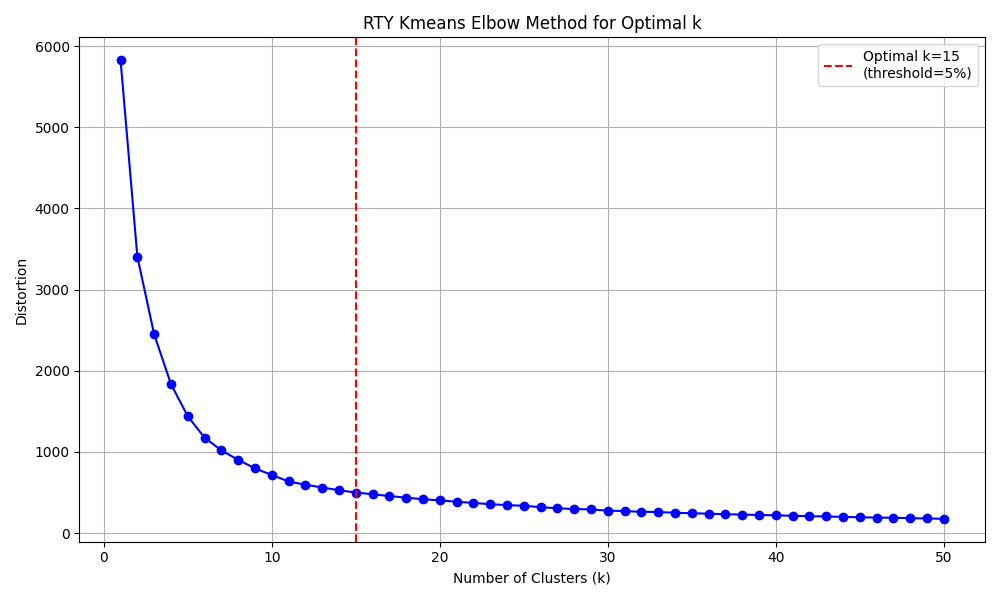 RTY Kmeans Elbow Method for Optimal k
Optimal k=15
(threshold=5%)
6000
5000
4000
3000
2000
1000
0
Distortion
0 10 20 30 40 50
Number of Clusters (k)